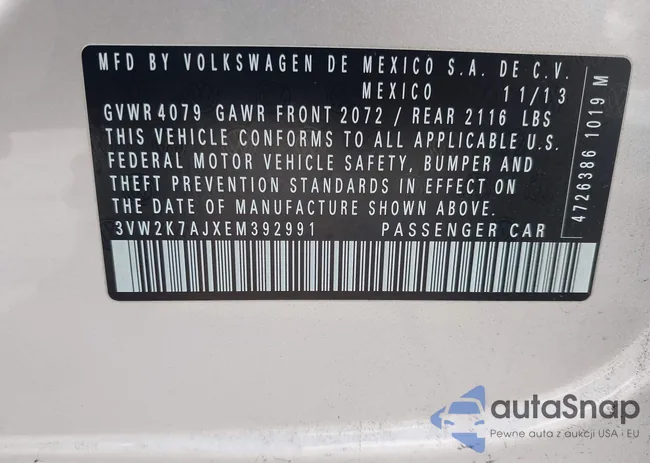 MFD BY VOLKSWAGEN DE MEXICO S.A. DE C.V.
MEXICO 11/13
GVWR 4079 GAWR FRONT 2072 / REAR 2116 LBS
THIS VEHICLE CONFORMS TO ALL APPLICABLE U.S.
FEDERAL MOTOR VEHICLE SAFETY, BUMPER AND
THEFT PREVENTION STANDARDS IN EFFECT ON
THE DATE OF MANUFACTURE SHOWN ABOVE.
3VW2K7AJXEM392991 PASSENGER CAR
4726386 1019 M
autoSnap
Pewne auta z aukcji USA i EU